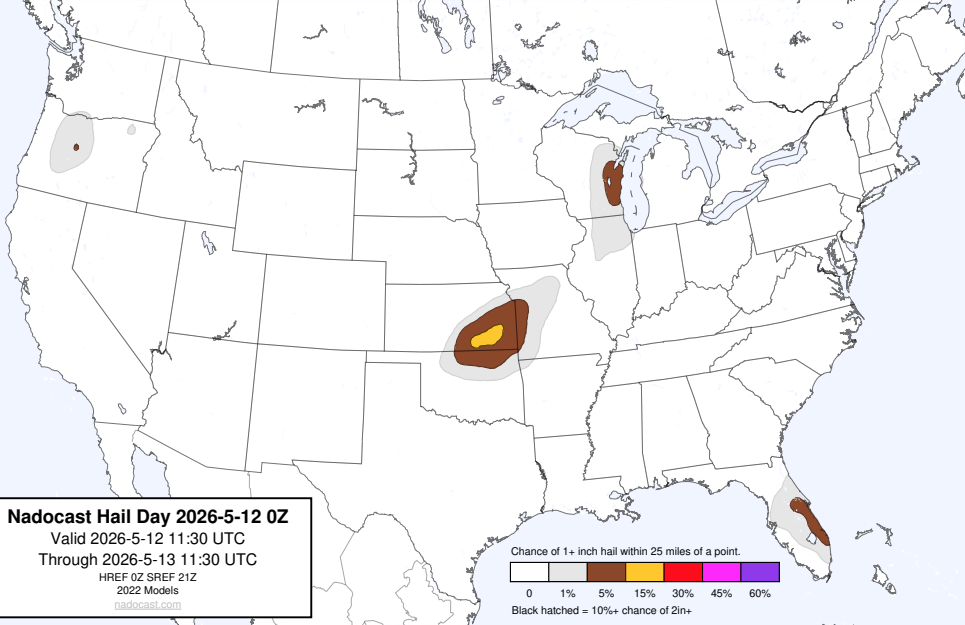 Nadocast Hail Day 2026-5-12 0Z
Valid 2026-5-12 11:30 UTC
Through 2026-5-13 11:30 UTC
HREF 0Z SREF 21Z
2022 Models
nadocast.com
Chance of 1+ inch hail within 25 miles of a point.
0 1% 5% 15% 30% 45% 60%
Black hatched = 10%+ chance of 2in+